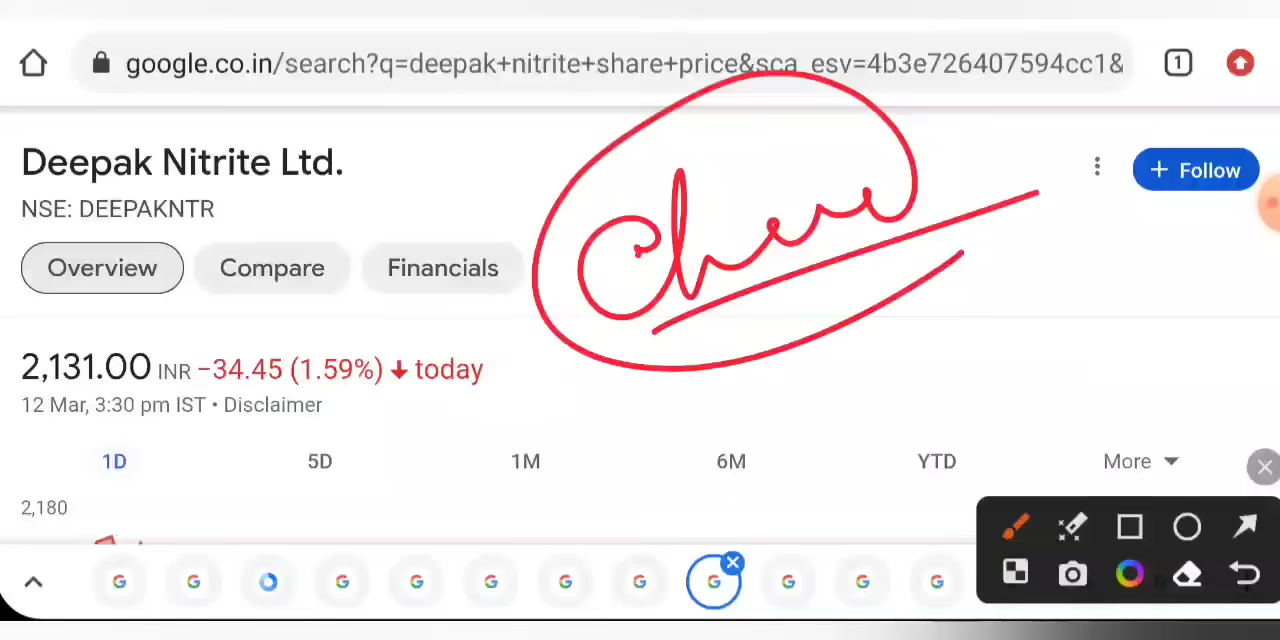 google.co.in/search?q=deepak+nitrite+share+price&sca_esv=4b3e726407594cc1&
1
Deepak Nitrite Ltd.
+ Follow
NSE: DEEPAKNTR
Overview Compare Financials
2,131.00 INR −34.45 (1.59%) ↓ today
12 Mar, 3:30 pm IST • Disclaimer
1D 5D 1M 6M YTD More
2,180